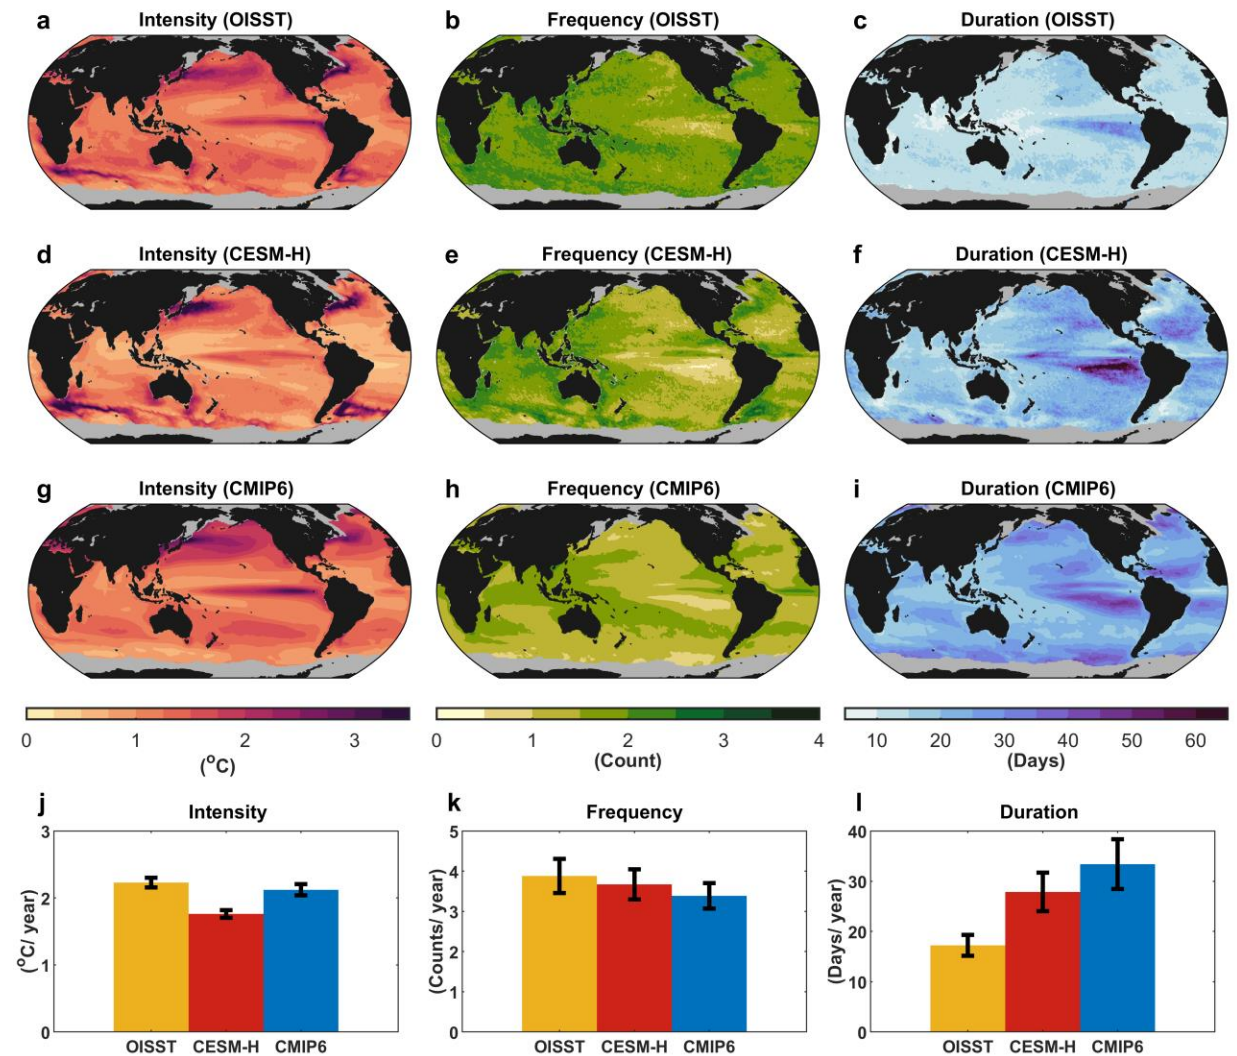 a Intensity (OISST) b Frequency (OISST) c Duration (OISST)
d Intensity (CESM-H) e Frequency (CESM-H) f Duration (CESM-H)
g Intensity (CMIP6) h Frequency (CMIP6) i Duration (CMIP6)
0 1 2 3 0 1 2 3 4 10 20 30 40 50 60
(°C) (Count) (Days)
j Intensity k Frequency l Duration
(°C/ year)
3
2
1
0
OISST CESM-H CMIP6
(Counts/ year)
5
4
3
2
1
0
OISST CESM-H CMIP6
(Days/ year)
40
30
20
10
0
OISST CESM-H CMIP6